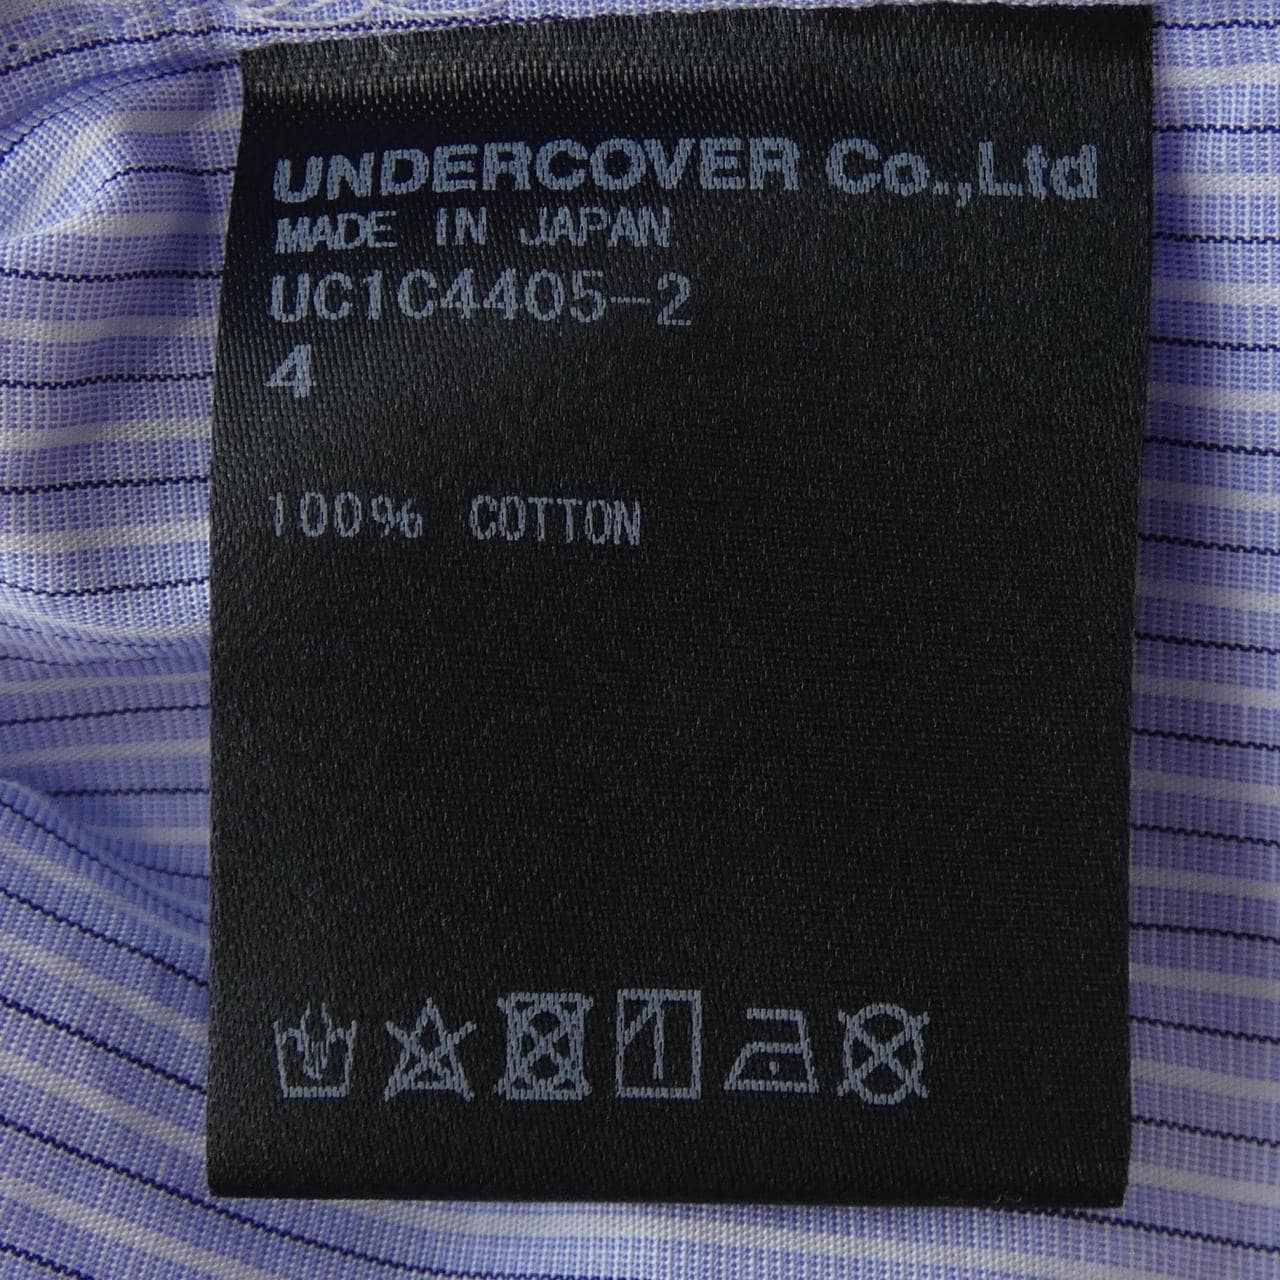 UNDERCOVER Co.,Ltd
MADE IN JAPAN
UC1C4405-2
4
100% COTTON